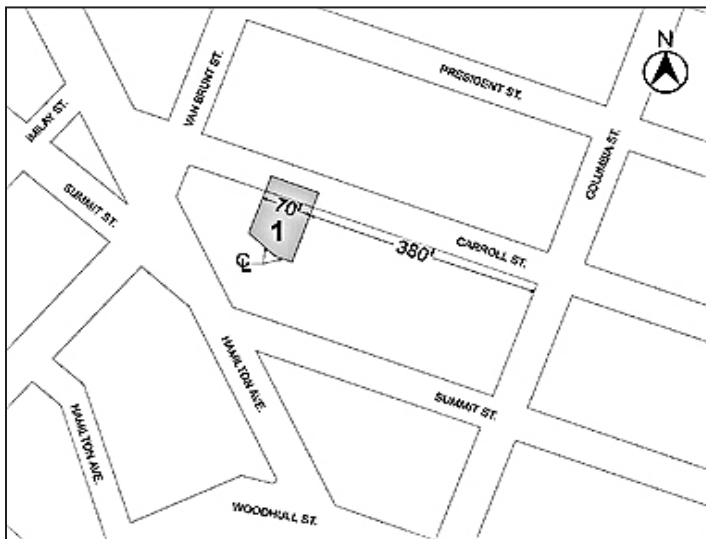 N
PRESIDENT ST.
VAN BRUNT ST.
IMLAY ST.
COLUMBIA ST.
SUMMIT ST.
70'
1
CARROLL ST.
380'
℄
HAMILTON AVE.
SUMMIT ST.
HAMILTON AVE.
WOODHULL ST.